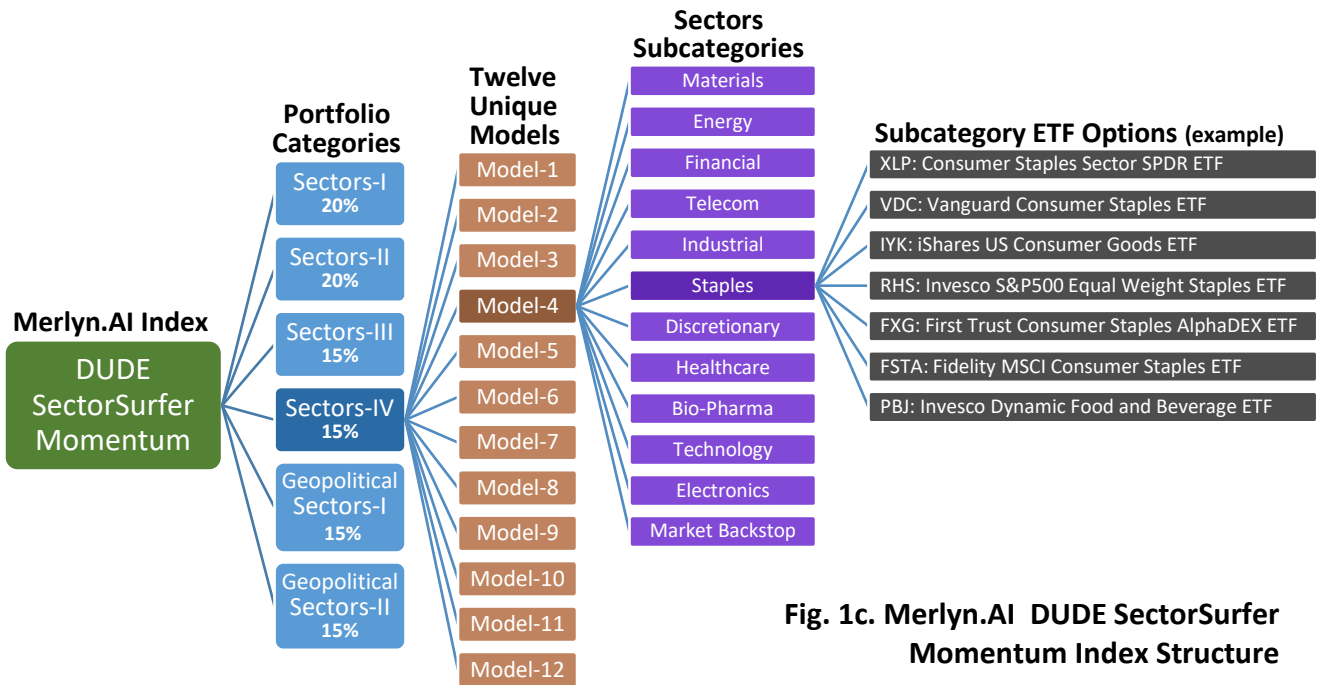 Merlyn.AI Index
DUDE
SectorSurfer
Momentum
Portfolio
Categories
Sectors-I
20%
Sectors-II
20%
Sectors-III
15%
Sectors-IV
15%
Geopolitical
Sectors-I
15%
Geopolitical
Sectors-II
15%
Twelve
Unique
Models
Model-1
Model-2
Model-3
Model-4
Model-5
Model-6
Model-7
Model-8
Model-9
Model-10
Model-11
Model-12
Sectors
Subcategories
Materials
Energy
Financial
Telecom
Industrial
Staples
Discretionary
Healthcare
Bio-Pharma
Technology
Electronics
Market Backstop
Subcategory ETF Options (example)
XLP: Consumer Staples Sector SPDR ETF
VDC: Vanguard Consumer Staples ETF
IYK: iShares US Consumer Goods ETF
RHS: Invesco S&P500 Equal Weight Staples ETF
FXG: First Trust Consumer Staples AlphaDEX ETF
FSTA: Fidelity MSCI Consumer Staples ETF
PBJ: Invesco Dynamic Food and Beverage ETF
Fig. 1c. Merlyn.AI DUDE SectorSurfer
Momentum Index Structure